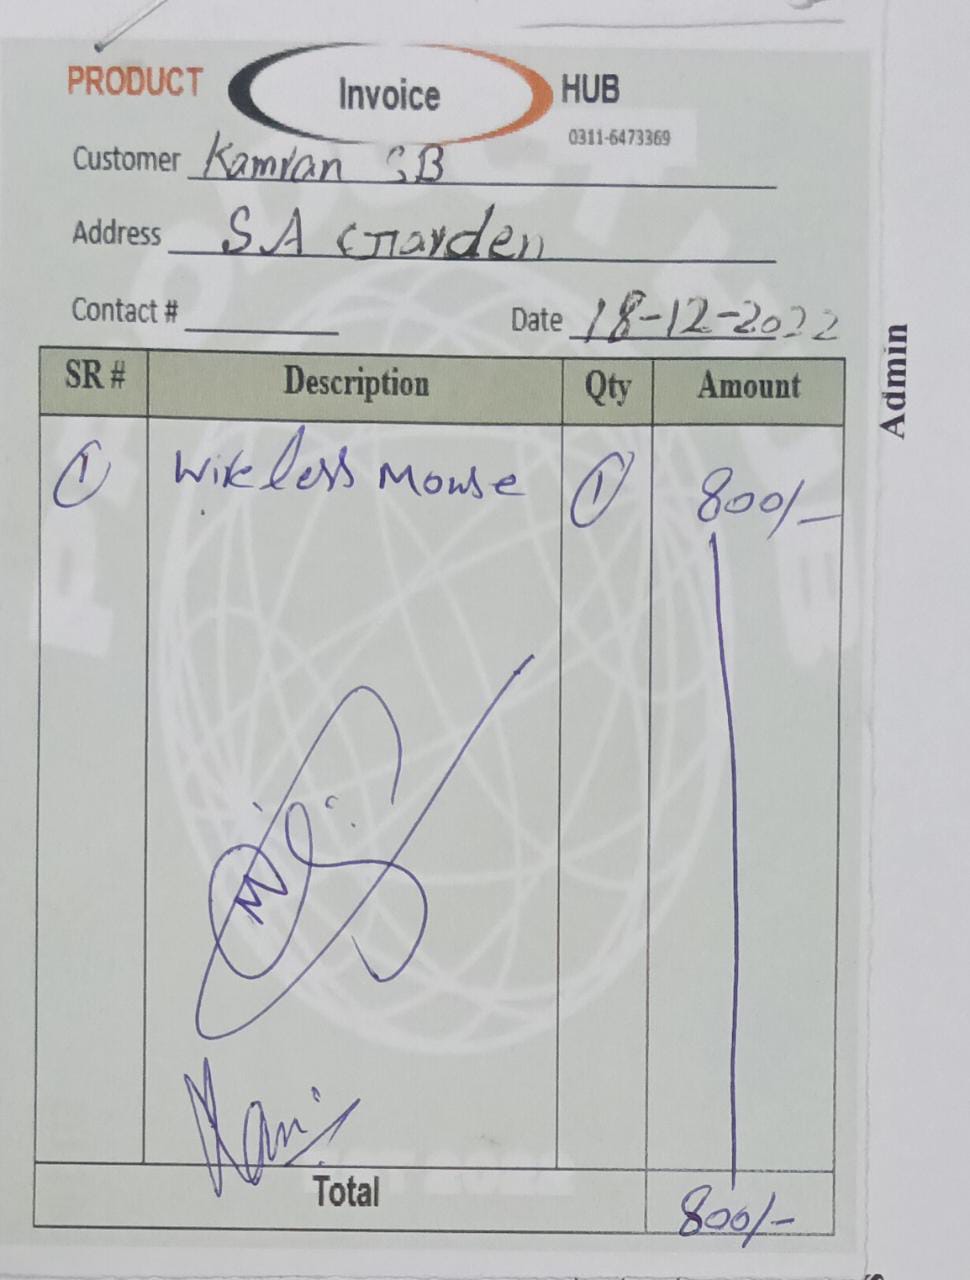 PRODUCT Invoice HUB
0311-6473369
Customer Kamran SB
Address SA Garden
Contact #
Date 18-12-2022
Admin
SR # Description Qty Amount
1 Wireless Mouse 1 800/-
Total 800/-